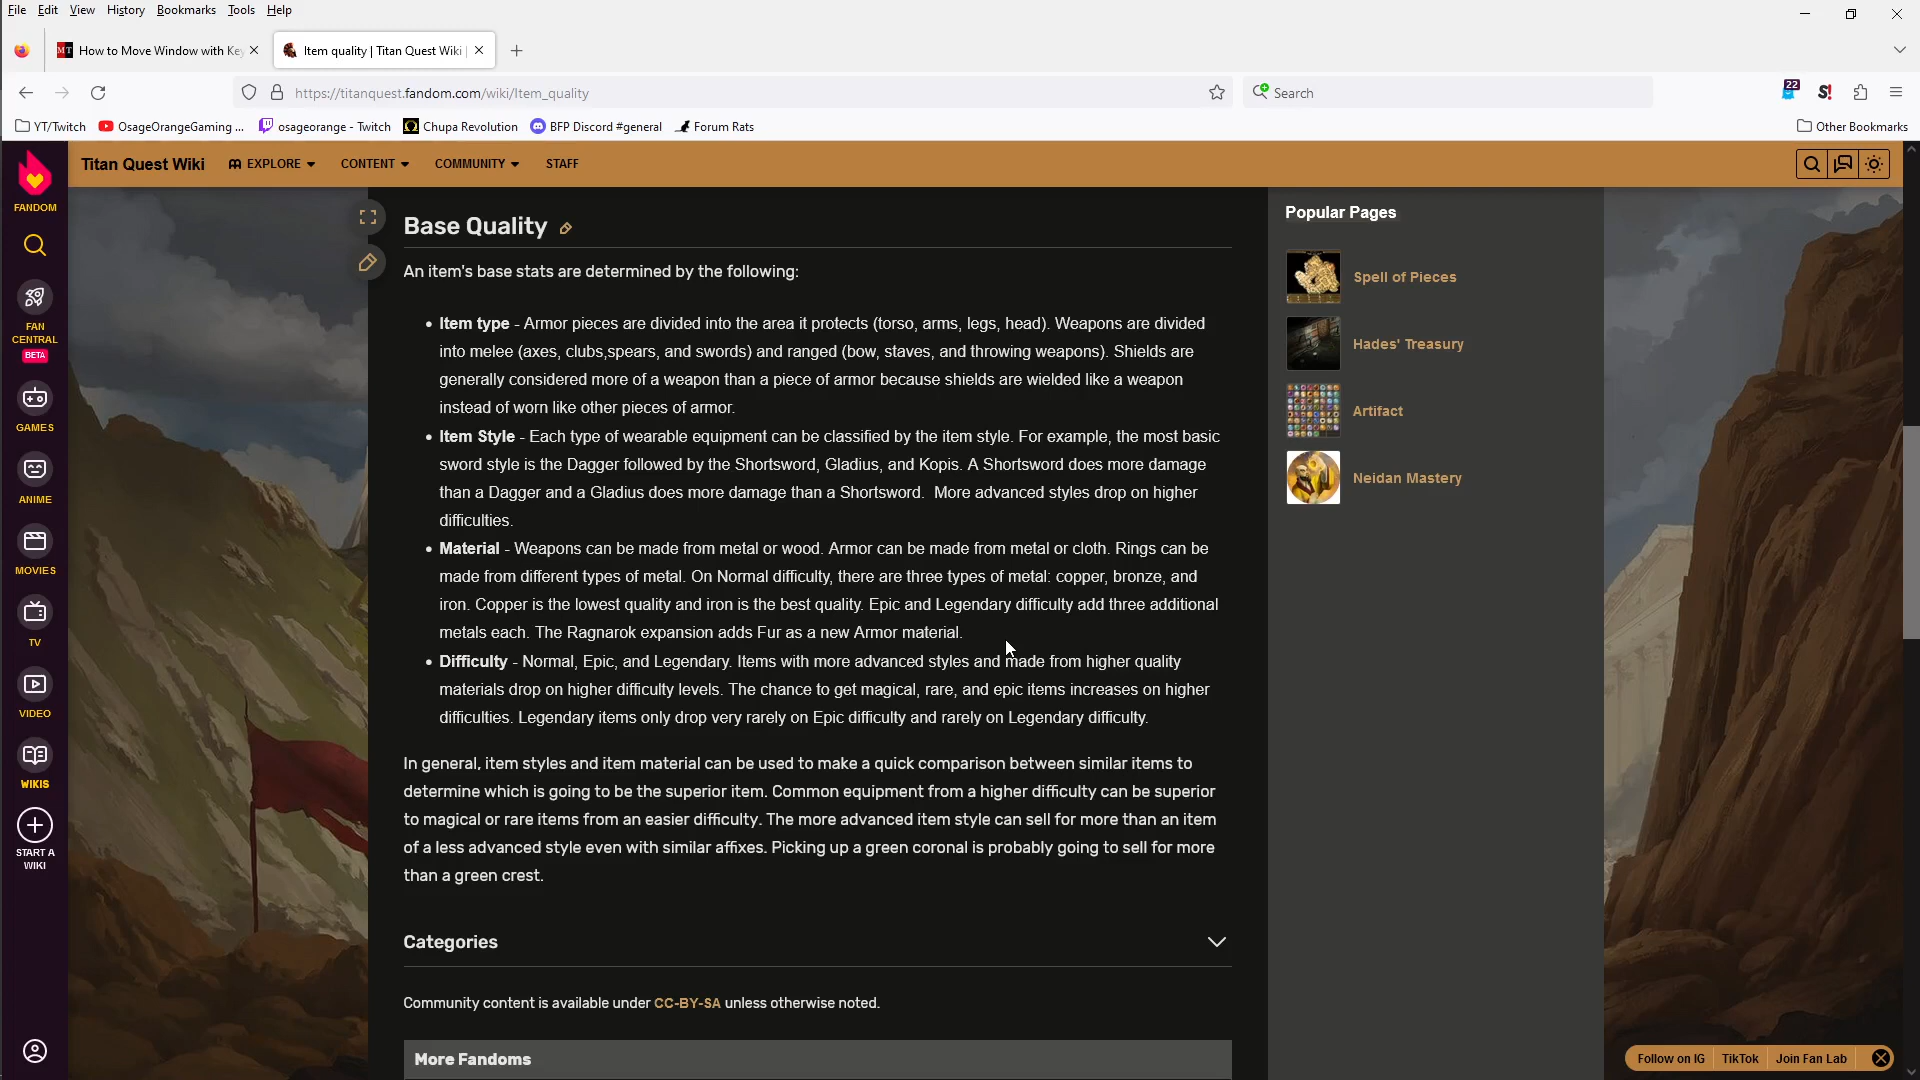 File Edit View History Bookmarks Tools Help
MT How to Move Window with Key
Item quality | Titan Quest Wiki |
https://titanquest.fandom.com/wiki/Item_quality
Search
22
S!
YT/Twitch OsageOrangeGaming ... osageorange - Twitch Chupa Revolution BFP Discord #general Forum Rats Other Bookmarks
Titan Quest Wiki EXPLORE CONTENT COMMUNITY STAFF
FANDOM
FAN
CENTRAL
BETA
GAMES
ANIME
MOVIES
TV
VIDEO
WIKIS
START A
WIKI
Base Quality
An item's base stats are determined by the following:
• Item type - Armor pieces are divided into the area it protects (torso, arms, legs, head). Weapons are divided
into melee (axes, clubs,spears, and swords) and ranged (bow, staves, and throwing weapons). Shields are
generally considered more of a weapon than a piece of armor because shields are wielded like a weapon
instead of worn like other pieces of armor.
• Item Style - Each type of wearable equipment can be classified by the item style. For example, the most basic
sword style is the Dagger followed by the Shortsword, Gladius, and Kopis. A Shortsword does more damage
than a Dagger and a Gladius does more damage than a Shortsword.  More advanced styles drop on higher
difficulties.
• Material - Weapons can be made from metal or wood. Armor can be made from metal or cloth. Rings can be
made from different types of metal. On Normal difficulty, there are three types of metal: copper, bronze, and
iron. Copper is the lowest quality and iron is the best quality. Epic and Legendary difficulty add three additional
metals each. The Ragnarok expansion adds Fur as a new Armor material.
• Difficulty - Normal, Epic, and Legendary. Items with more advanced styles and made from higher quality
materials drop on higher difficulty levels. The chance to get magical, rare, and epic items increases on higher
difficulties. Legendary items only drop very rarely on Epic difficulty and rarely on Legendary difficulty.
In general, item styles and item material can be used to make a quick comparison between similar items to
determine which is going to be the superior item. Common equipment from a higher difficulty can be superior
to magical or rare items from an easier difficulty. The more advanced item style can sell for more than an item
of a less advanced style even with similar affixes. Picking up a green coronal is probably going to sell for more
than a green crest.
Categories
Community content is available under CC-BY-SA unless otherwise noted.
More Fandoms
Popular Pages
Spell of Pieces
Hades' Treasury
Artifact
Neidan Mastery
Follow on IG TikTok Join Fan Lab